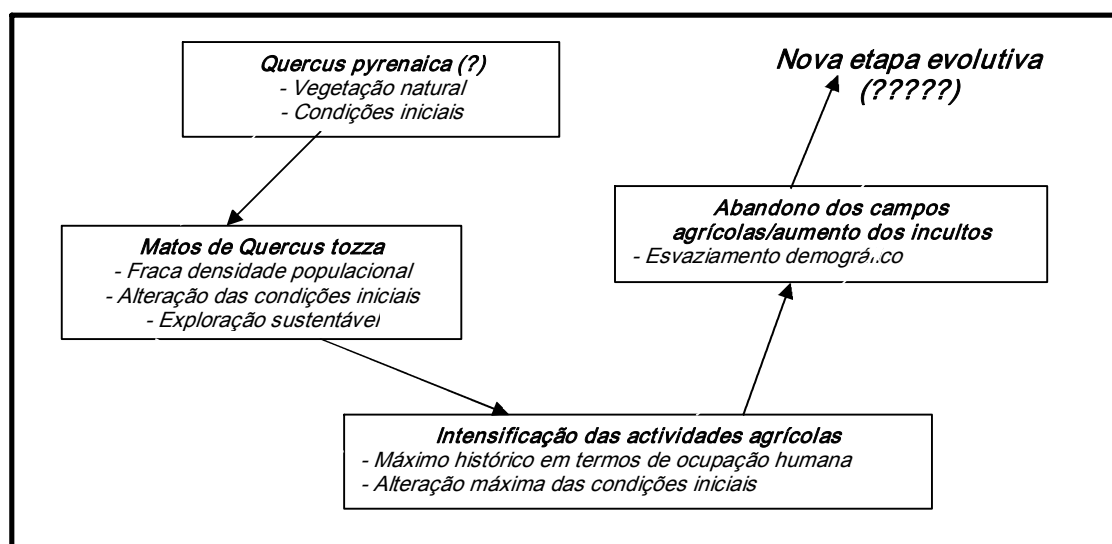 Quercus pyrenaica (?)
- Vegetação natural
- Condições iniciais
Matos de Quercus tozza
- Fraca densidade populacional
- Alteração das condições iniciais
- Exploração sustentável
Intensificação das actividades agrícolas
- Máximo histórico em termos de ocupação humana
- Alteração máxima das condições iniciais
Abandono dos campos
agrícolas/aumento dos incultos
- Esvaziamento demográfico
Nova etapa evolutiva
(?????)